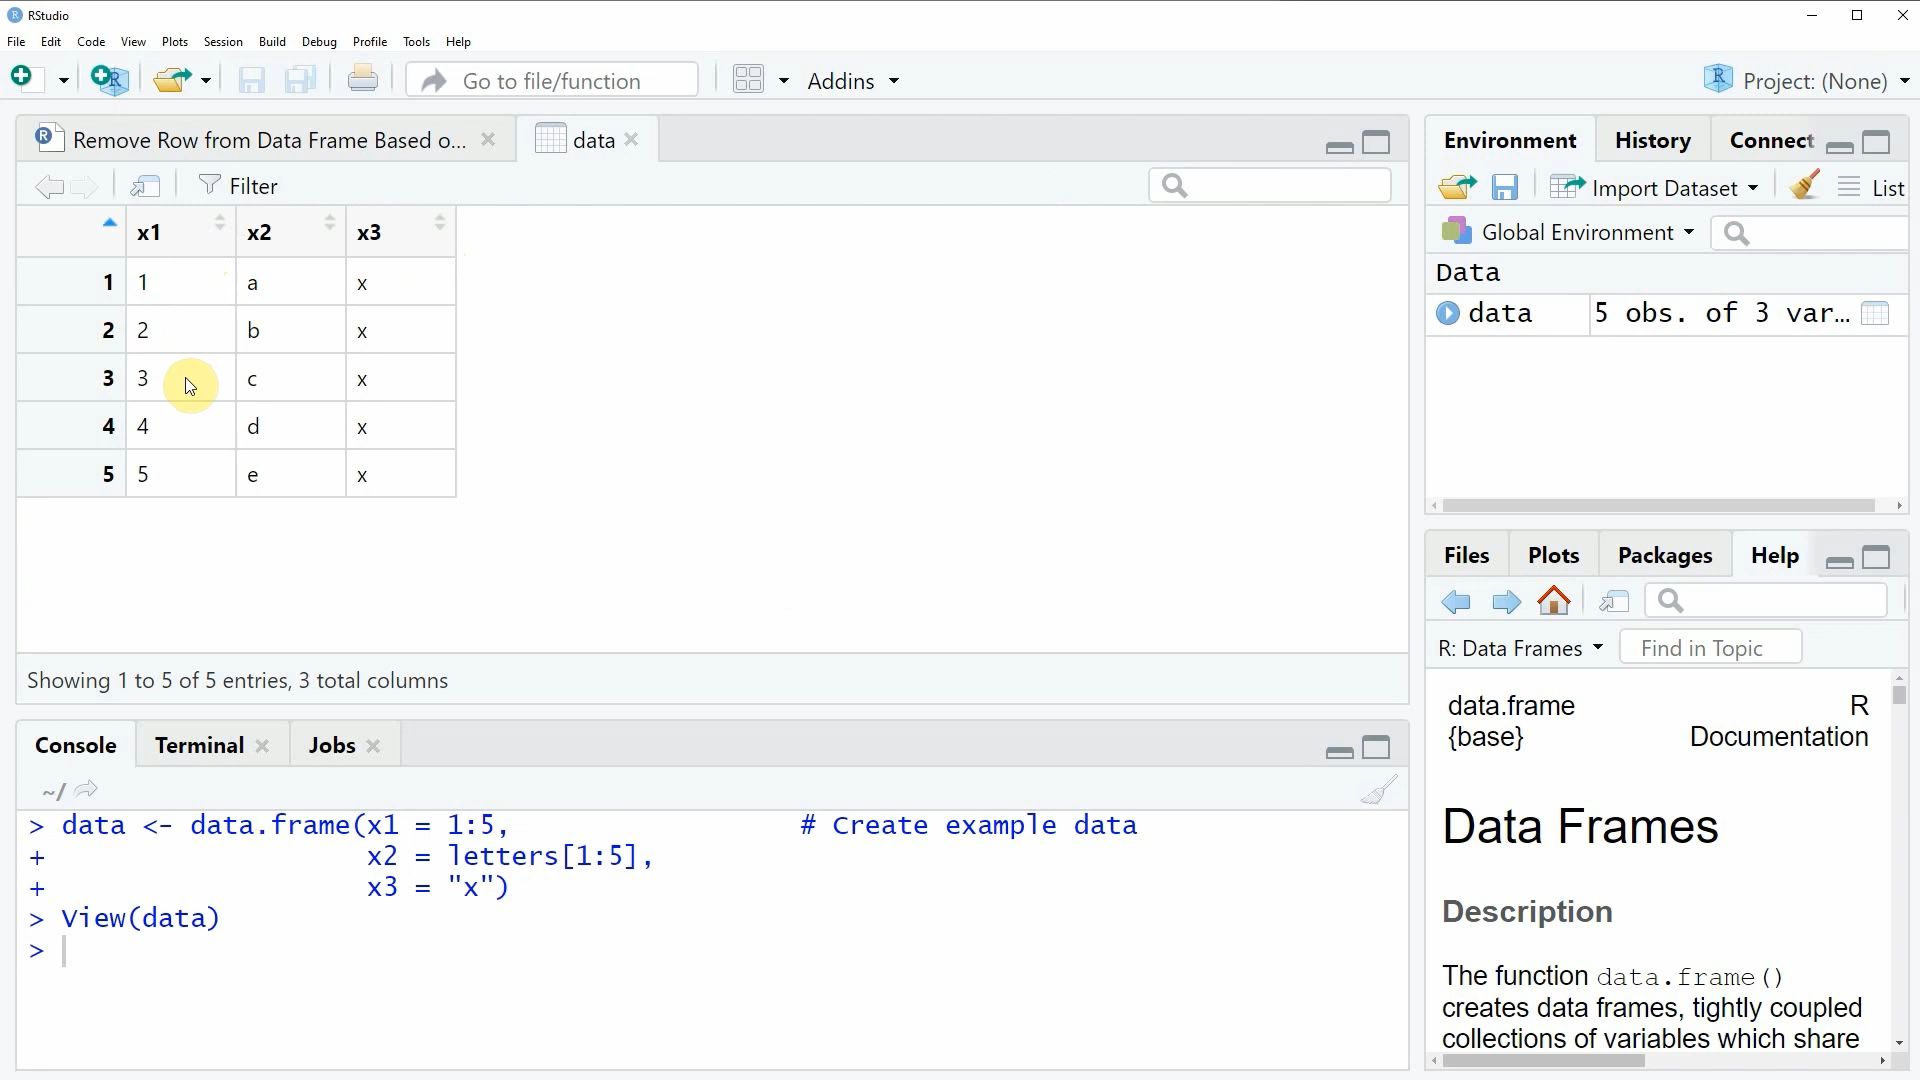 RStudio
File Edit Code View Plots Session Build Debug Profile Tools Help
Go to file/function Addins Project: (None)
Remove Row from Data Frame Based o... data
Filter
x1 x2 x3
1 1 a x
2 2 b x
3 3 c x
4 4 d x
5 5 e x
Showing 1 to 5 of 5 entries, 3 total columns
Console Terminal Jobs
~/
> data <- data.frame(x1 = 1:5, # Create example data
+ x2 = letters[1:5],
+ x3 = "x")
> View(data)
>
Environment History Connect
Import Dataset List
Global Environment
Data
data 5 obs. of 3 var...
Files Plots Packages Help
R: Data Frames Find in Topic
data.frame R
{base} Documentation
Data Frames
Description
The function data.frame()
creates data frames, tightly coupled
collections of variables which share